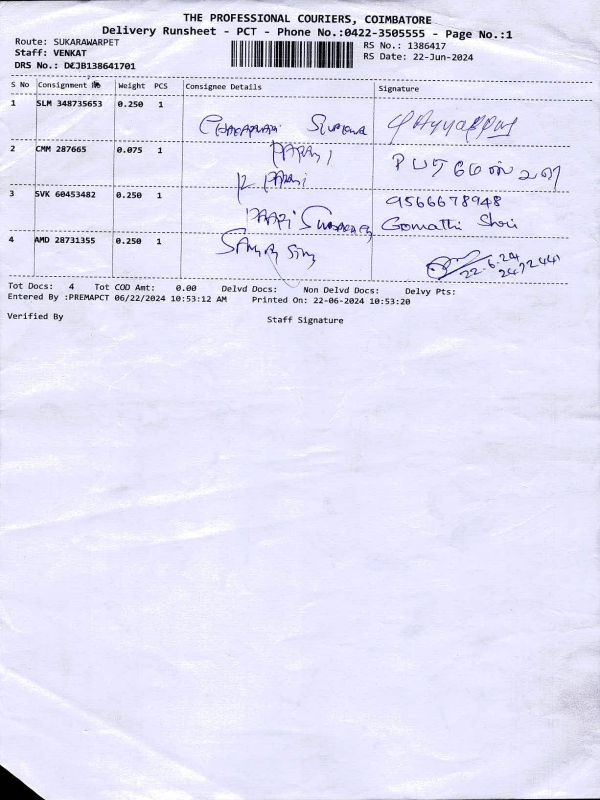 THE PROFESSIONAL COURIERS, COIMBATORE
Delivery Runsheet - PCT - Phone No.:0422-3505555 - Page No.:1
Route: SUKARAWARPET
RS No.: 1386417
Staff: VENKAT
RS Date: 22-Jun-2024
DRS No.: DEJB138641701
S No Consignment No Weight PCS Consignee Details Signature
1 SLM 348735653 0.250 1
2 CMM 287665 0.075 1
3 SVK 60453482 0.250 1
9566678948
Gomathi Shri
4 AMD 28731355 0.250 1
22.6.24
Tot Docs: 4 Tot COD Amt: 0.00 Delvd Docs: Non Delvd Docs: Delvy Pts:
Entered By :PREMAPCT 06/22/2024 10:53:12 AM Printed On: 22-06-2024 10:53:20
Verified By Staff Signature